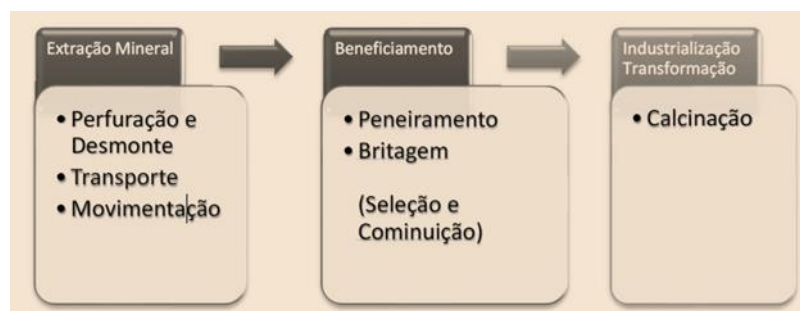 Extração Mineral
• Perfuração e
Desmonte
• Transporte
• Movimentação
Beneficiamento
• Peneiramento
• Britagem
(Seleção e
Cominuição)
Industrialização
Transformação
• Calcinação